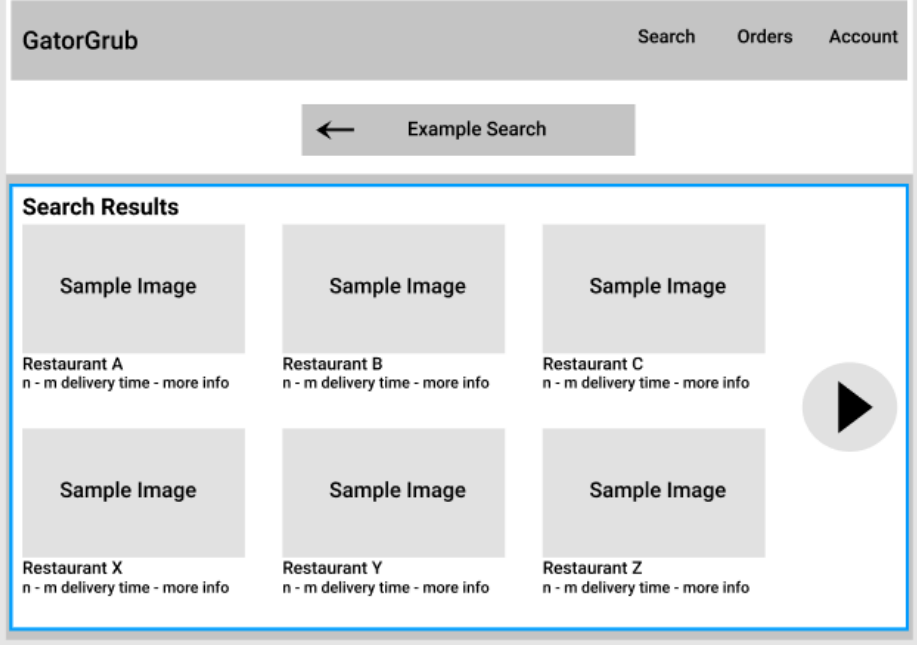 GatorGrub
Search Orders Account
Example Search
Search Results
Sample Image Sample Image Sample Image
Restaurant A Restaurant B Restaurant C
n - m delivery time - more info n - m delivery time - more info n - m delivery time - more info
Sample Image Sample Image Sample Image
Restaurant X Restaurant Y Restaurant Z
n - m delivery time - more info n - m delivery time - more info n - m delivery time - more info